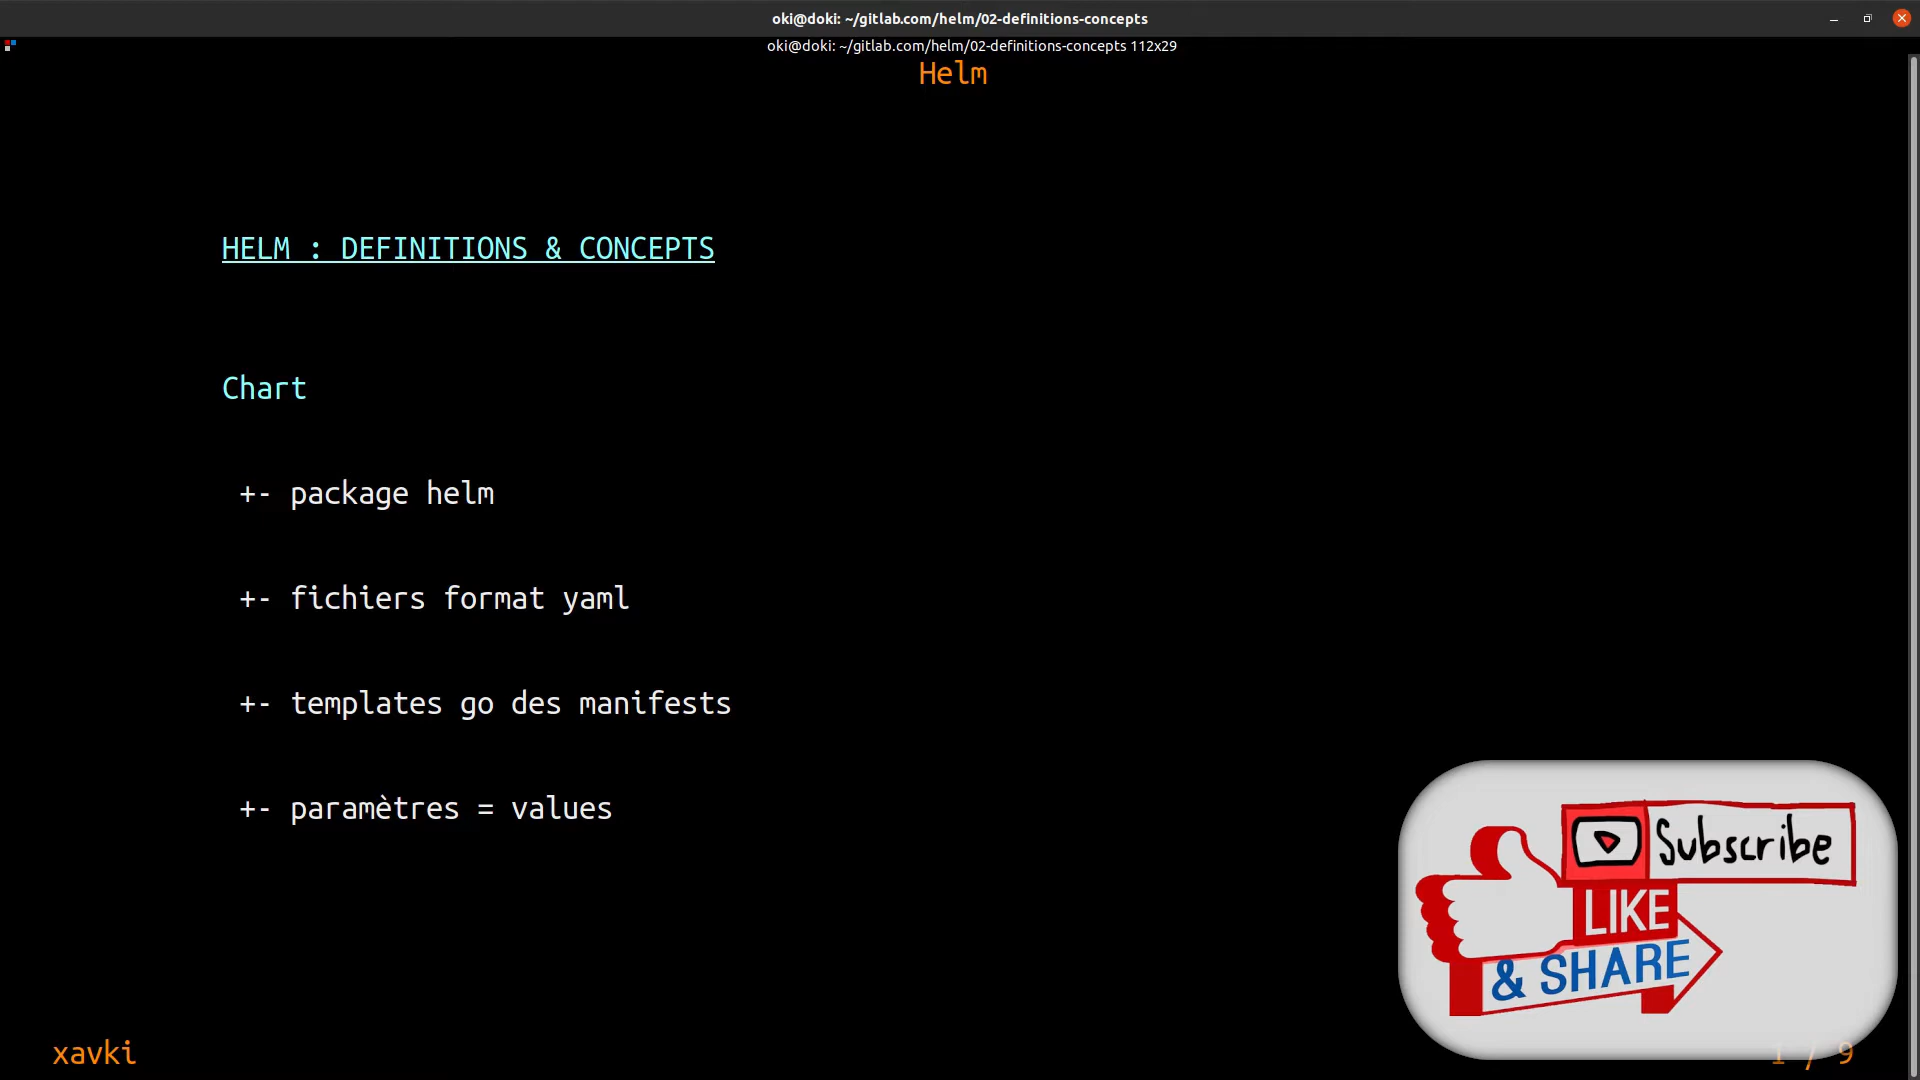 oki@doki: ~/gitlab.com/helm/02-definitions-concepts
oki@doki: ~/gitlab.com/helm/02-definitions-concepts 112x29
Helm
HELM : DEFINITIONS & CONCEPTS
Chart
+- package helm
+- fichiers format yaml
+- templates go des manifests
+- paramètres = values
Subscribe
LIKE
& SHARE
xavki
1 / 9